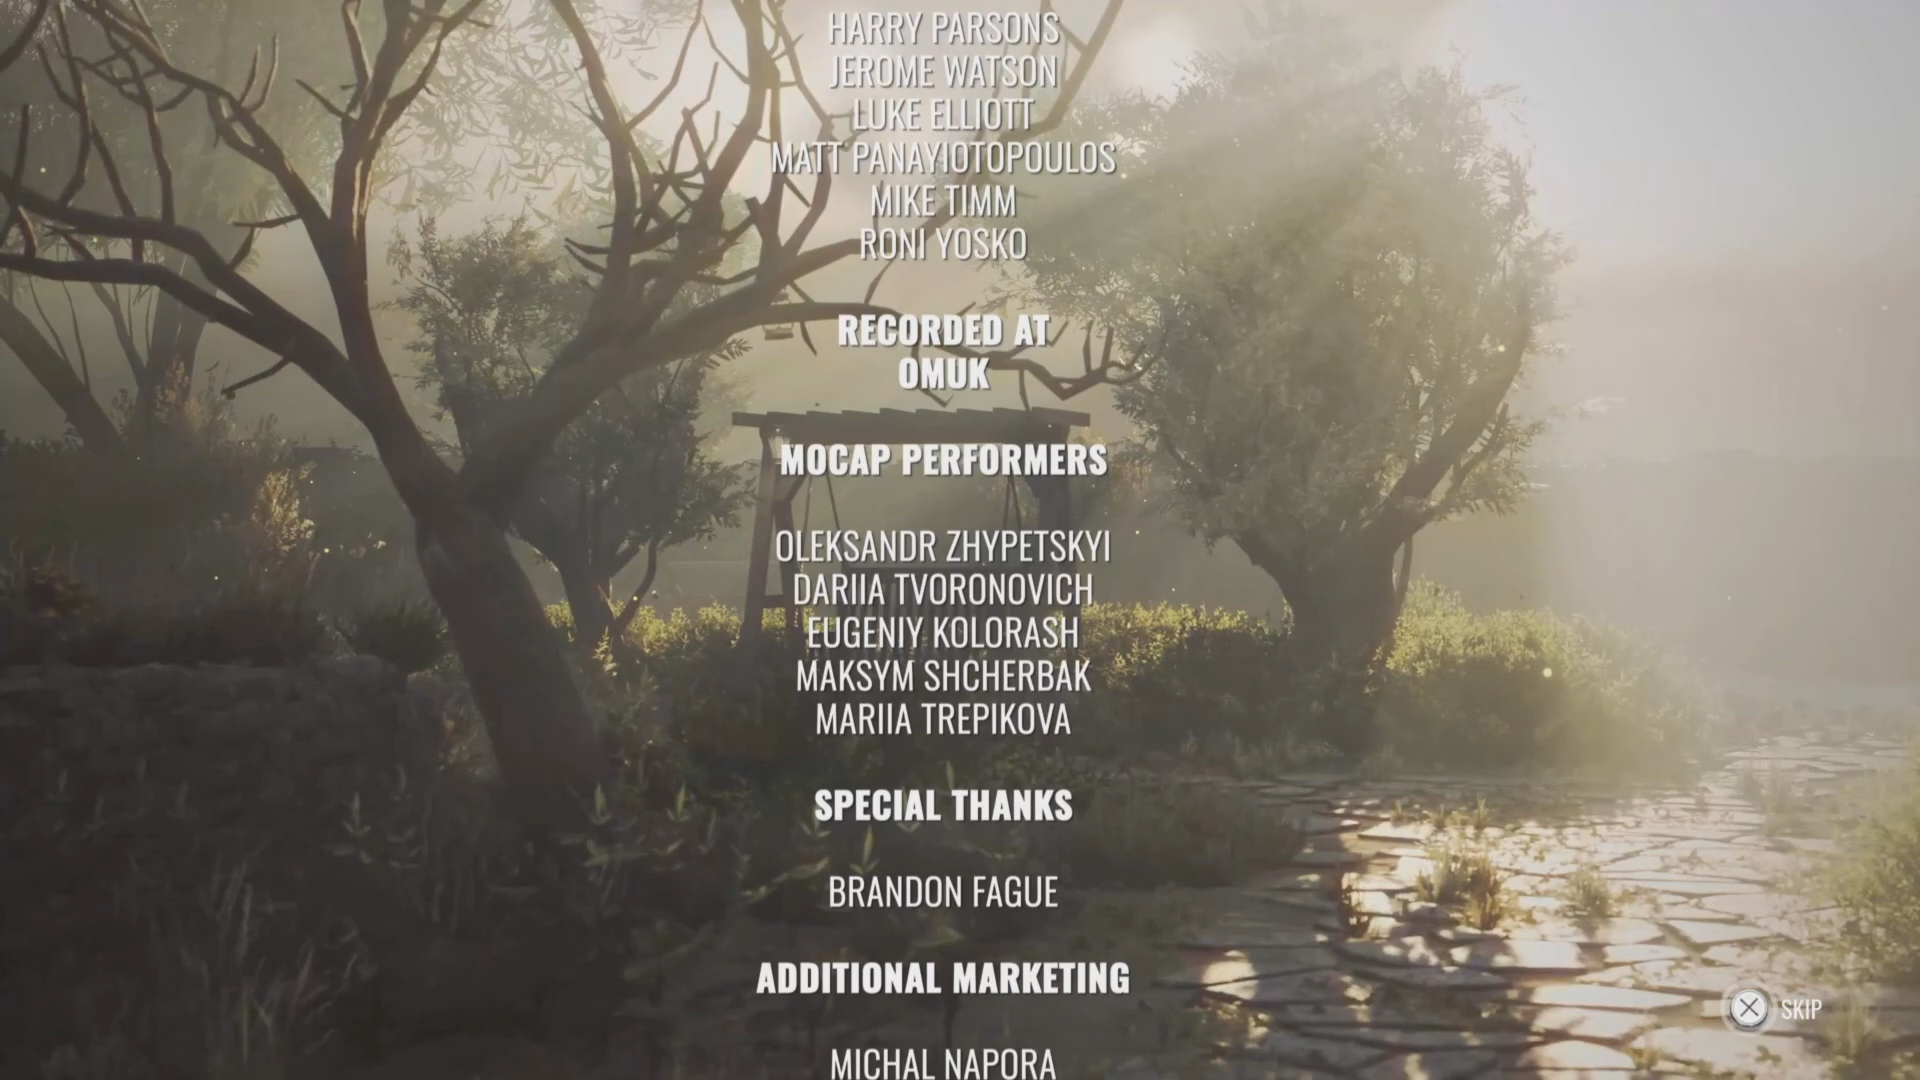 HARRY PARSONS
JEROME WATSON
LUKE ELLIOTT
MATT PANAYIOTOPOULOS
MIKE TIMM
RONI YOSKO
RECORDED AT
OMUK
MOCAP PERFORMERS
OLEKSANDR ZHYPETSKYI
DARIIA TVORONOVICH
EUGENIY KOLORASH
MAKSYM SHCHERBAK
MARIIA TREPIKOVA
SPECIAL THANKS
BRANDON FAGUE
ADDITIONAL MARKETING
SKIP
MICHAL NAPORA